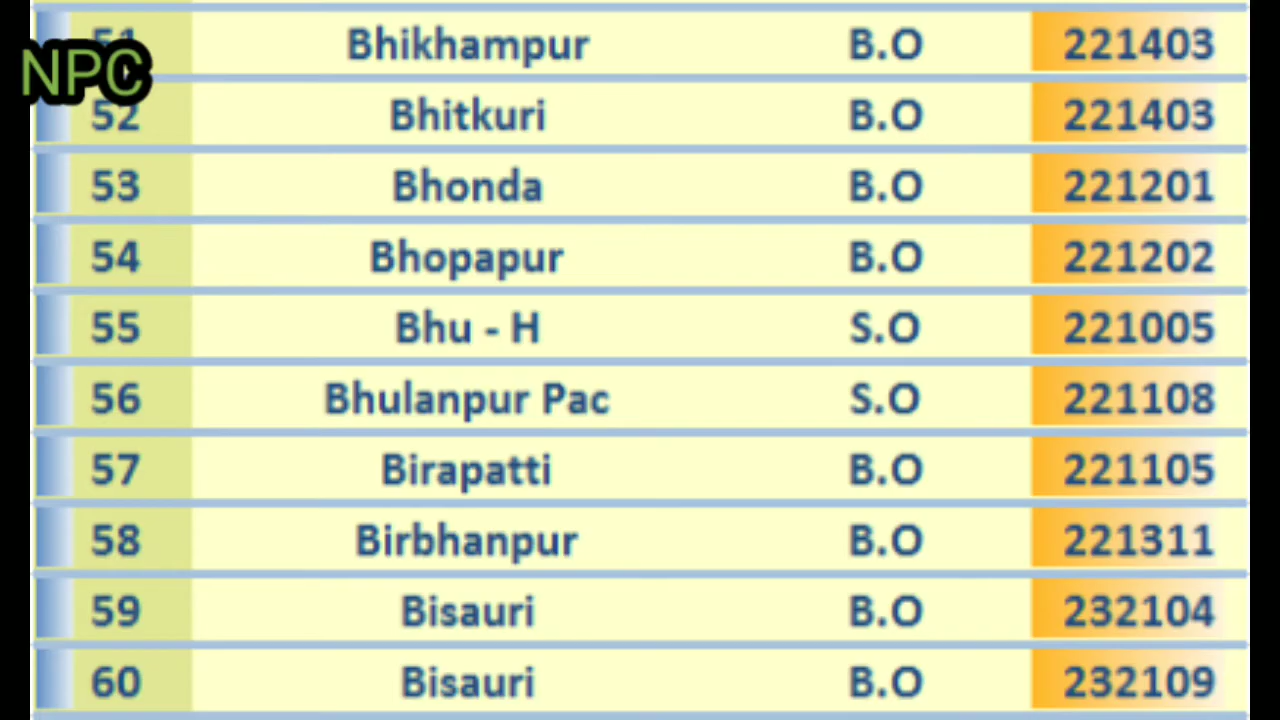 51 Bhikhampur B.O 221403
NPC
52 Bhitkuri B.O 221403
53 Bhonda B.O 221201
54 Bhopapur B.O 221202
55 Bhu - H S.O 221005
56 Bhulanpur Pac S.O 221108
57 Birapatti B.O 221105
58 Birbhanpur B.O 221311
59 Bisauri B.O 232104
60 Bisauri B.O 232109